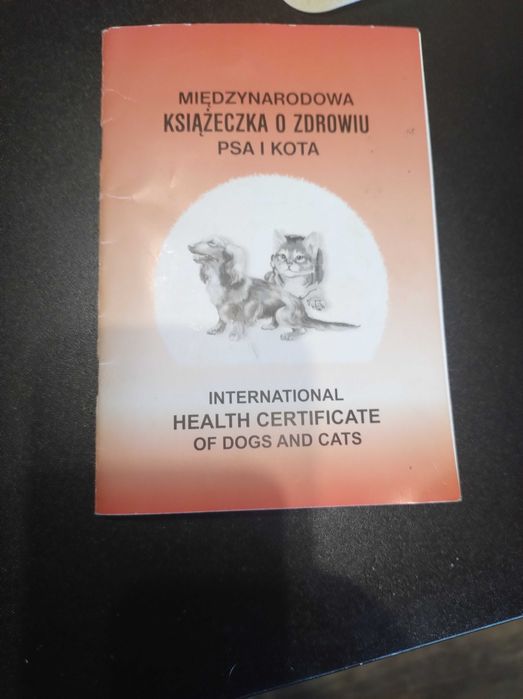 MIĘDZYNARODOWA
KSIĄŻECZKA O ZDROWIU
PSA I KOTA
INTERNATIONAL
HEALTH CERTIFICATE
OF DOGS AND CATS